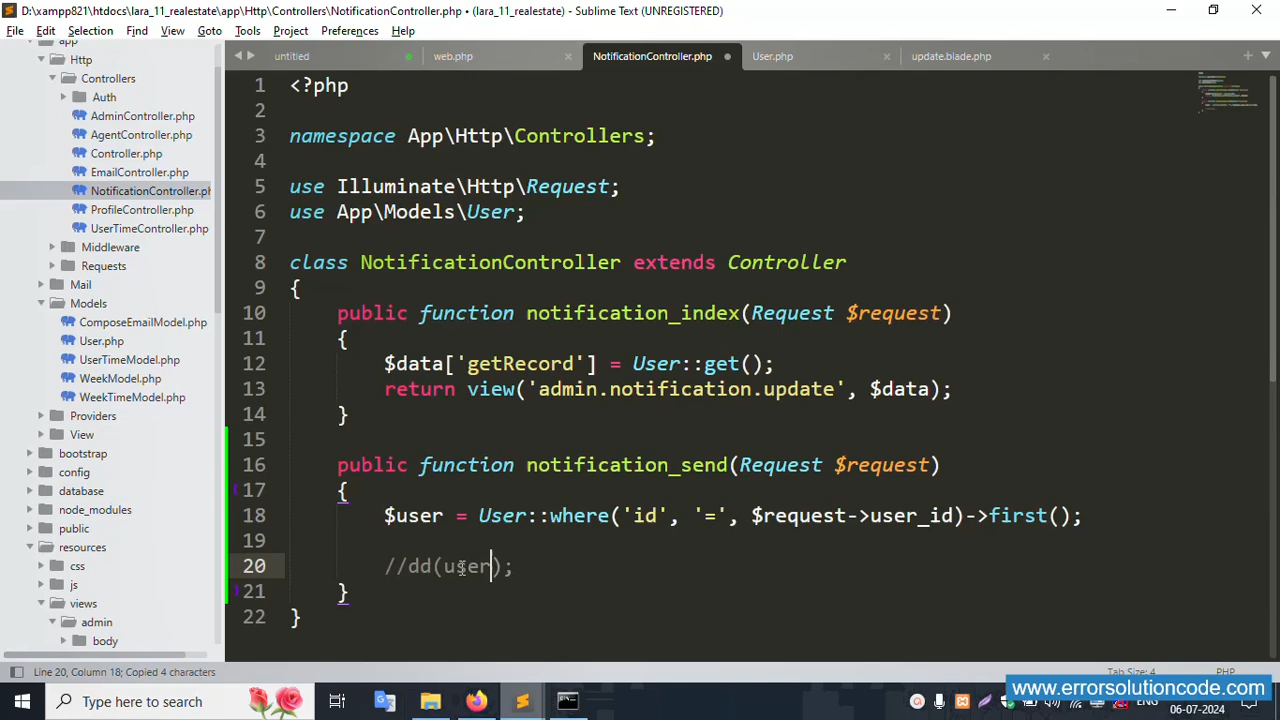 D:\xampp821\htdocs\lara_11_realestate\app\Http\Controllers\NotificationController.php • (lara_11_realestate) - Sublime Text (UNREGISTERED)
File Edit Selection Find View Goto Tools Project Preferences Help
untitled web.php NotificationController.php User.php update.blade.php
app
Http
Controllers
Auth
AdminController.php
AgentController.php
Controller.php
EmailController.php
NotificationController.ph
ProfileController.php
UserTimeController.php
Middleware
Requests
Mail
Models
ComposeEmailModel.php
User.php
UserTimeModel.php
WeekModel.php
WeekTimeModel.php
Providers
View
bootstrap
config
database
node_modules
public
resources
css
js
views
admin
body
1 <?php
2
3 namespace App\Http\Controllers;
4
5 use Illuminate\Http\Request;
6 use App\Models\User;
7
8 class NotificationController extends Controller
9 {
10 public function notification_index(Request $request)
11 {
12 $data['getRecord'] = User::get();
13 return view('admin.notification.update', $data);
14 }
15
16 public function notification_send(Request $request)
17 {
18 $user = User::where('id', '=', $request->user_id)->first();
19
20 //dd(user);
21 }
22 }
Line 20, Column 18; Copied 4 characters Tab Size: 4 PHP
Type here to search
ENG
www.errorsolutioncode.com
06-07-2024